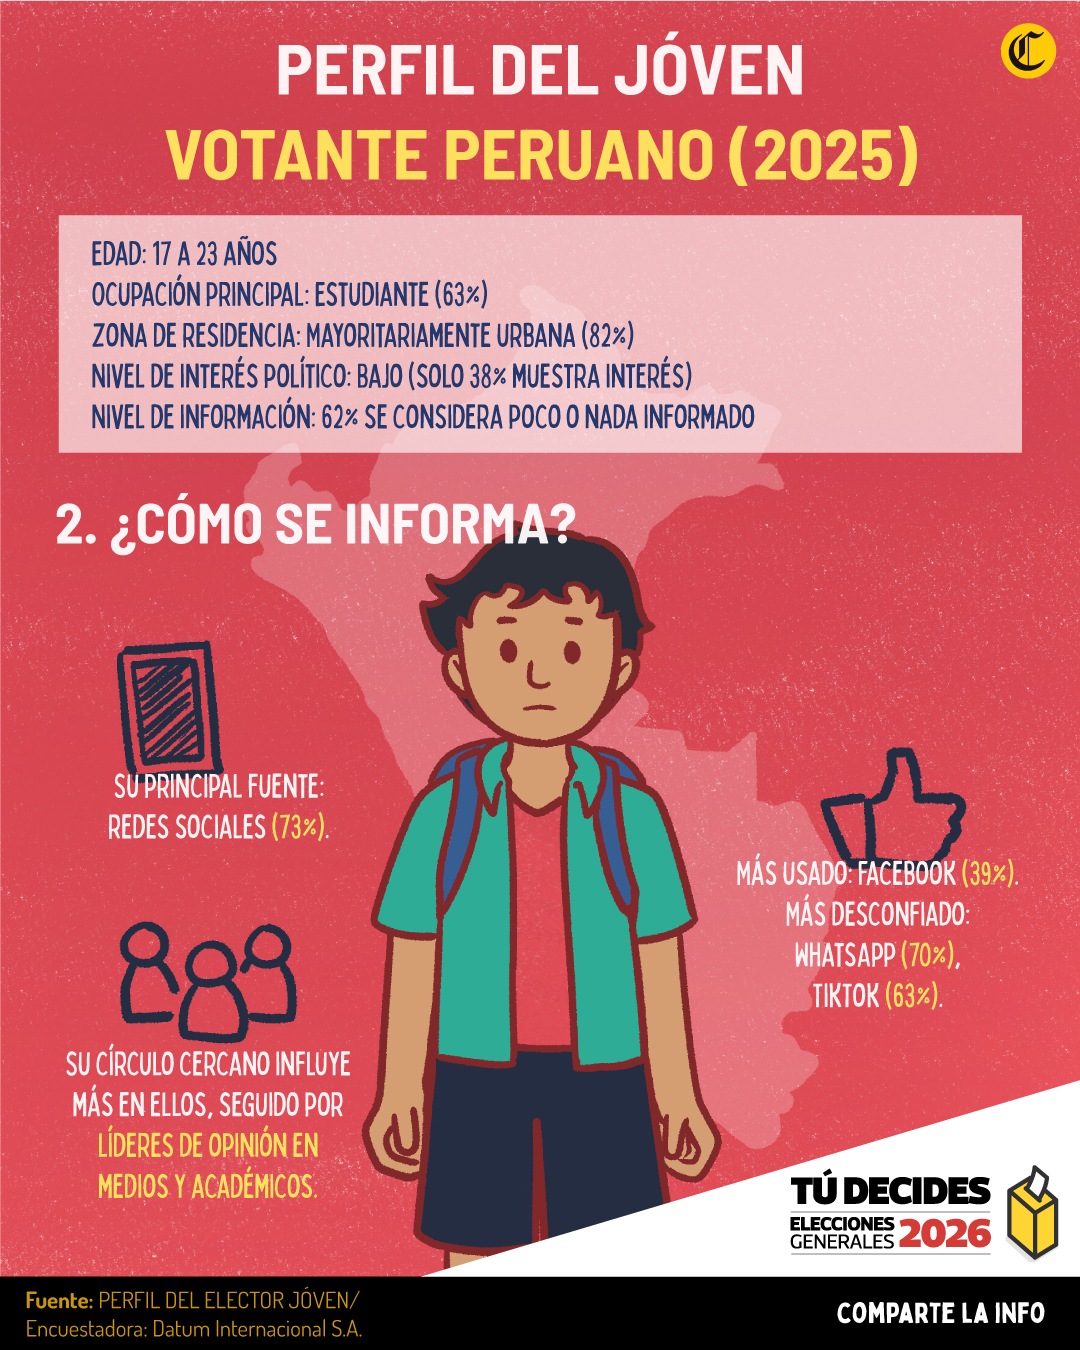 PERFIL DEL JÓVEN
C
VOTANTE PERUANO (2025)
EDAD: 17 A 23 AÑOS
OCUPACIÓN PRINCIPAL: ESTUDIANTE (63%)
ZONA DE RESIDENCIA: MAYORITARIAMENTE URBANA (82%)
NIVEL DE INTERÉS POLÍTICO: BAJO (SOLO 38% MUESTRA INTERÉS)
NIVEL DE INFORMACIÓN: 62% SE CONSIDERA POCO O NADA INFORMADO
2. ¿CÓMO SE INFORMA?
SU PRINCIPAL FUENTE:
REDES SOCIALES (73%).
MÁS USADO: FACEBOOK (39%).
MÁS DESCONFIADO:
WHATSAPP (70%),
TIKTOK (63%).
SU CÍRCULO CERCANO INFLUYE
MÁS EN ELLOS, SEGUIDO POR
LÍDERES DE OPINIÓN EN
MEDIOS Y ACADÉMICOS.
TÚ DECIDES
ELECCIONES
GENERALES 2026
Fuente: PERFIL DEL ELECTOR JÓVEN/
Encuestadora: Datum Internacional S.A.
COMPARTE LA INFO